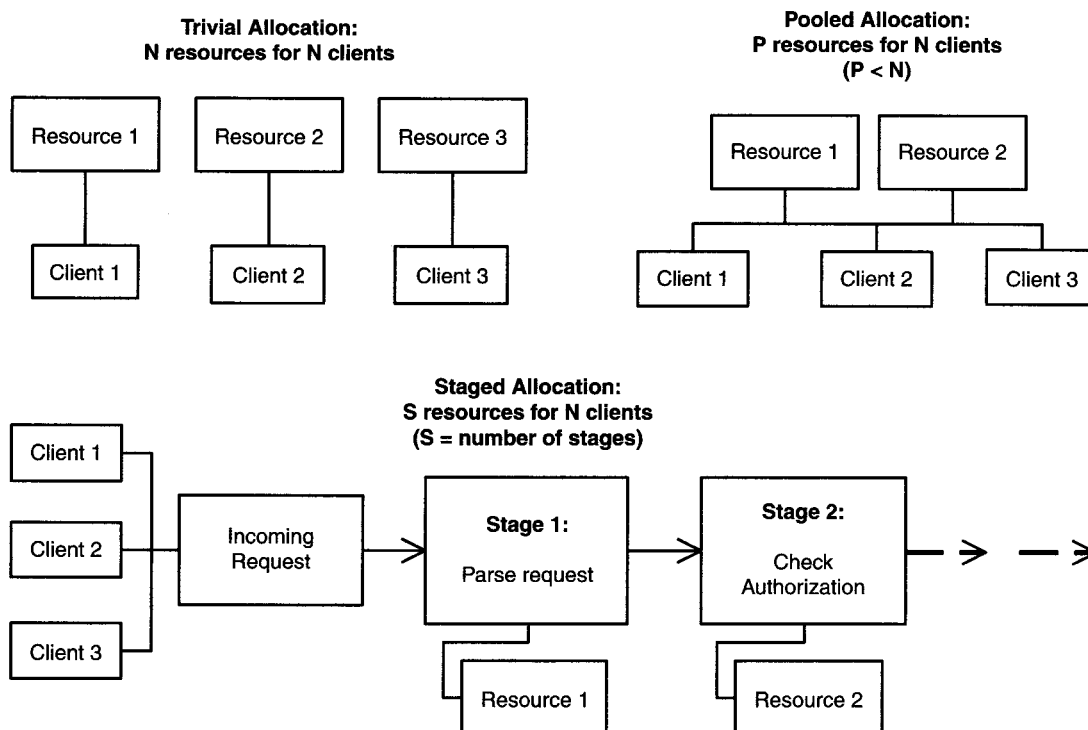 Trivial Allocation:
N resources for N clients
Resource 1
Resource 2
Resource 3
Client 1
Client 2
Client 3
Pooled Allocation:
P resources for N clients
(P < N)
Resource 1
Resource 2
Client 1
Client 2
Client 3
Staged Allocation:
S resources for N clients
(S = number of stages)
Client 1
Client 2
Client 3
Incoming
Request
Stage 1:
Parse request
Resource 1
Stage 2:
Check
Authorization
Resource 2